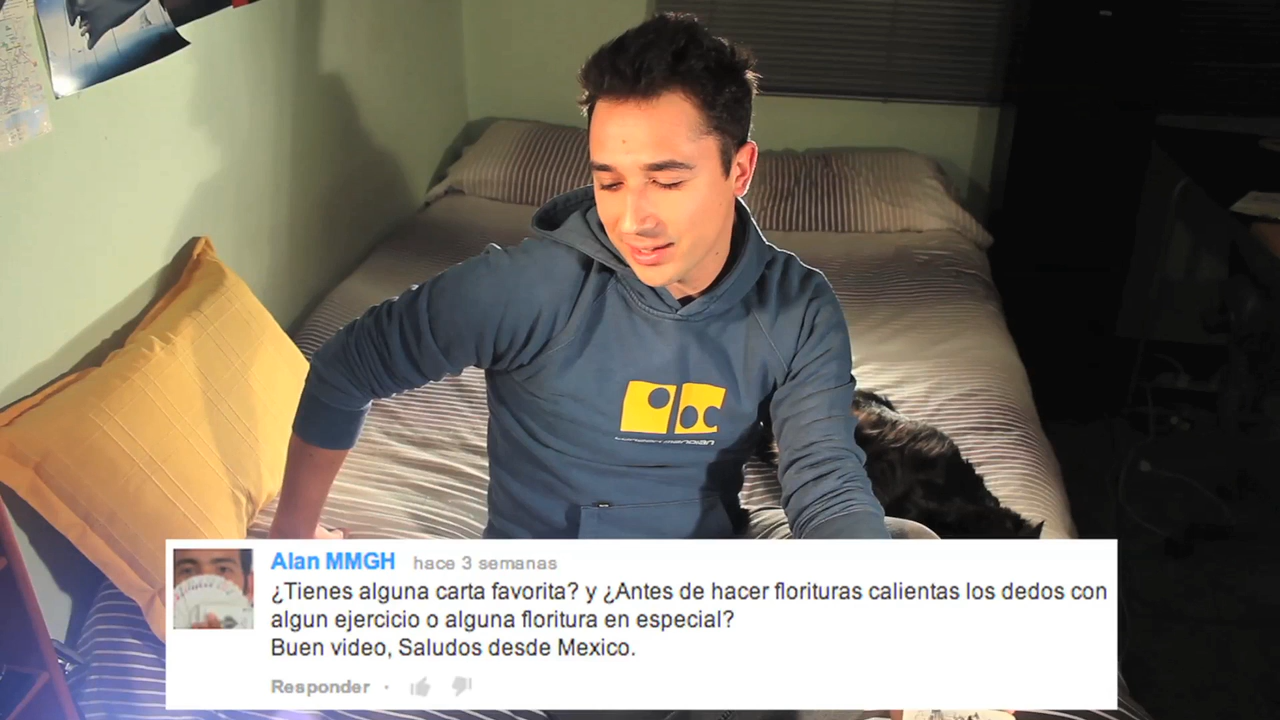 Alan MMGH hace 3 semanas
¿Tienes alguna carta favorita? y ¿Antes de hacer florituras calientas los dedos con
algun ejercicio o alguna floritura en especial?
Buen video, Saludos desde Mexico.
Responder ·